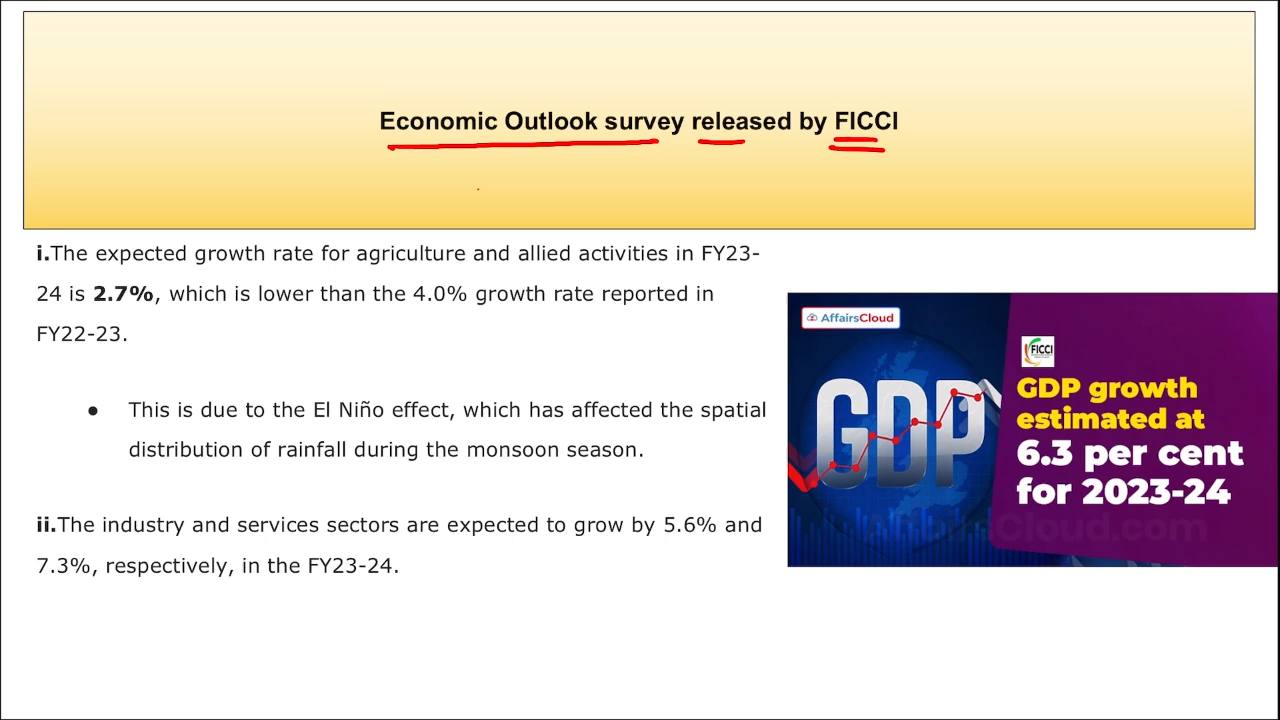 Economic Outlook survey released by FICCI
i.The expected growth rate for agriculture and allied activities in FY23-
24 is 2.7%, which is lower than the 4.0% growth rate reported in
FY22-23.
● This is due to the El Niño effect, which has affected the spatial
distribution of rainfall during the monsoon season.
ii.The industry and services sectors are expected to grow by 5.6% and
7.3%, respectively, in the FY23-24.
AffairsCloud
GDP
FICCI
GDP growth
estimated at
6.3 per cent
for 2023-24